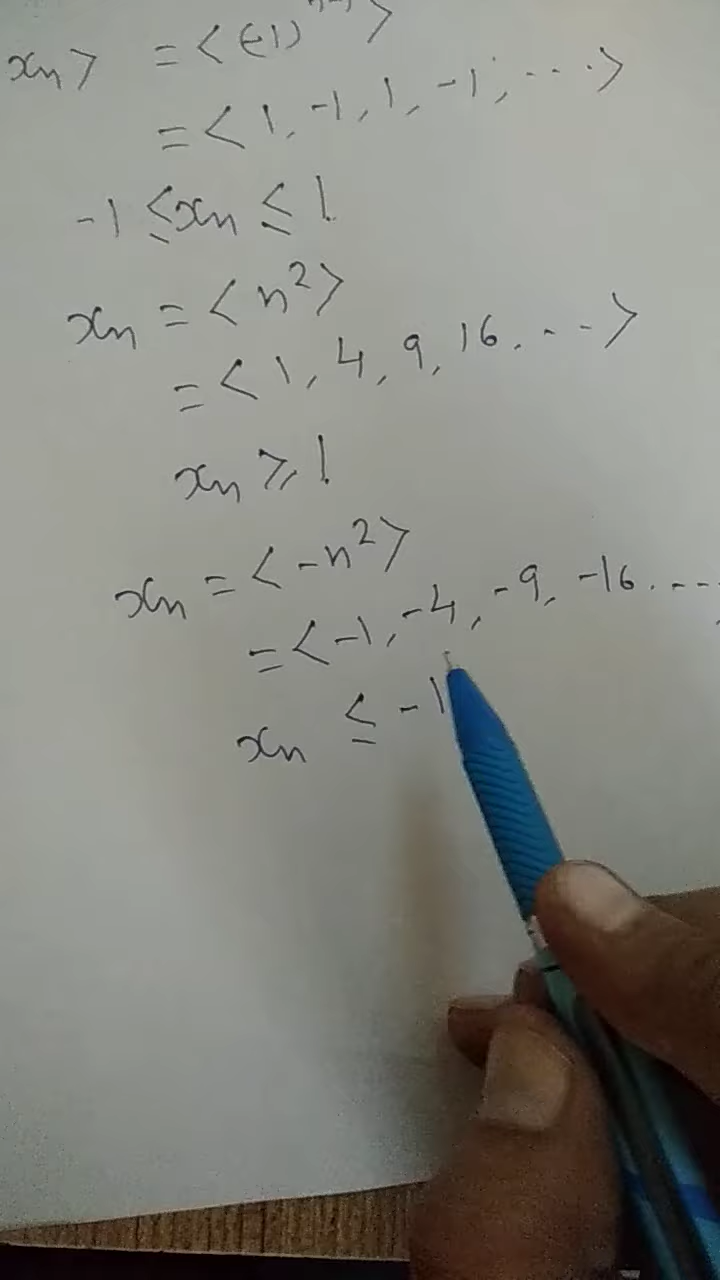 xn> = <(-1)ⁿ⁻¹>
= <1, -1, 1, -1, ...>
-1 ≤ xn ≤ 1.
xn = <n²>
= <1, 4, 9, 16, ...>
xn ≥ 1.
xn = <-n²>
= <-1, -4, -9, -16 ....
xn ≤ -1